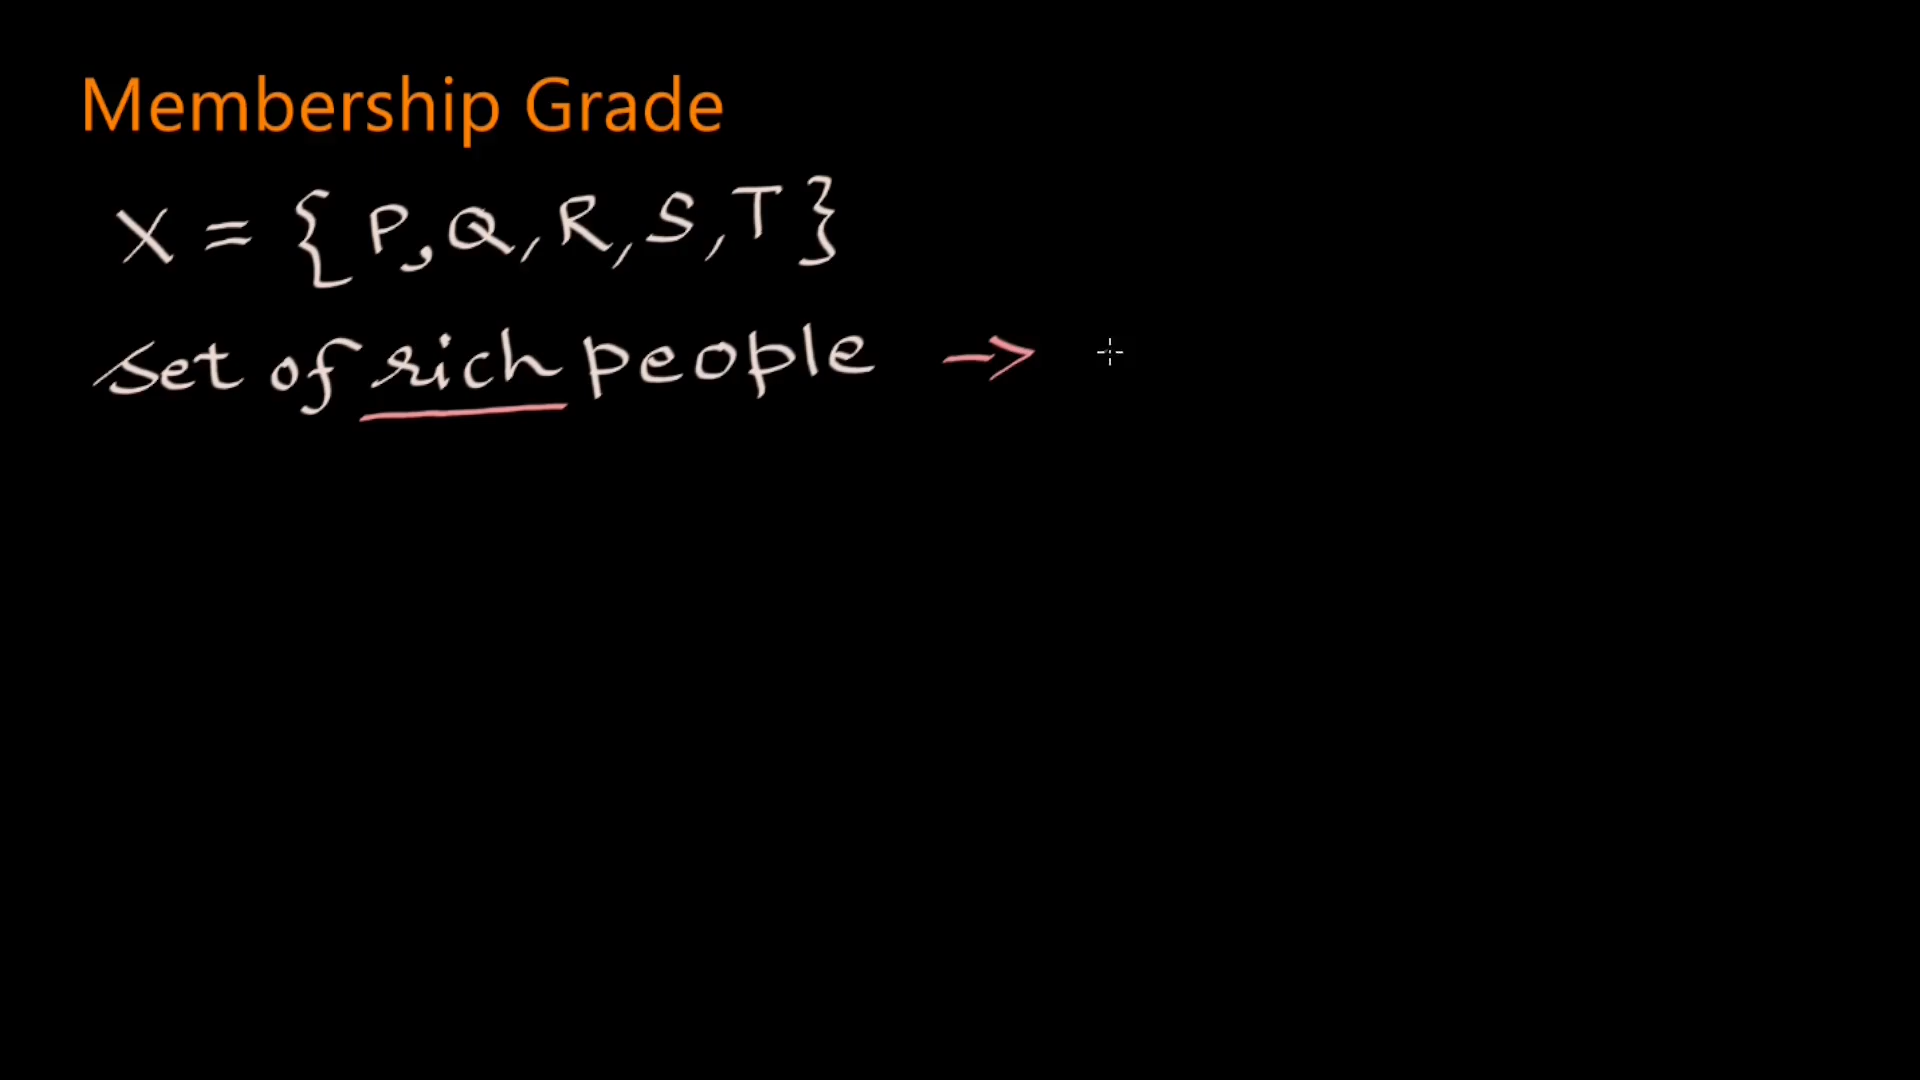 Membership Grade
X = { P, Q, R, S, T }
set of rich people →